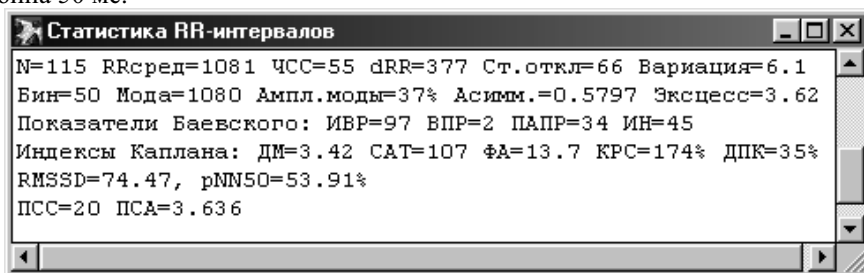 50 мс.
Статистика RR-интервалов
N=115 RRсред=1081 ЧСС=55 dRR=377 Ст.откл=66 Вариация=6.1
Бин=50 Мода=1080 Ампл.моды=37% Асимм.=0.5797 Эксцесс=3.62
Показатели Баевского: ИВР=97 ВПР=2 ПАПР=34 ИН=45
Индексы Каплана: ДМ=3.42 САТ=107 ФА=13.7 КРС=174% ДПК=35%
RMSSD=74.47, pNN50=53.91%
ПСС=20 ПСА=3.636